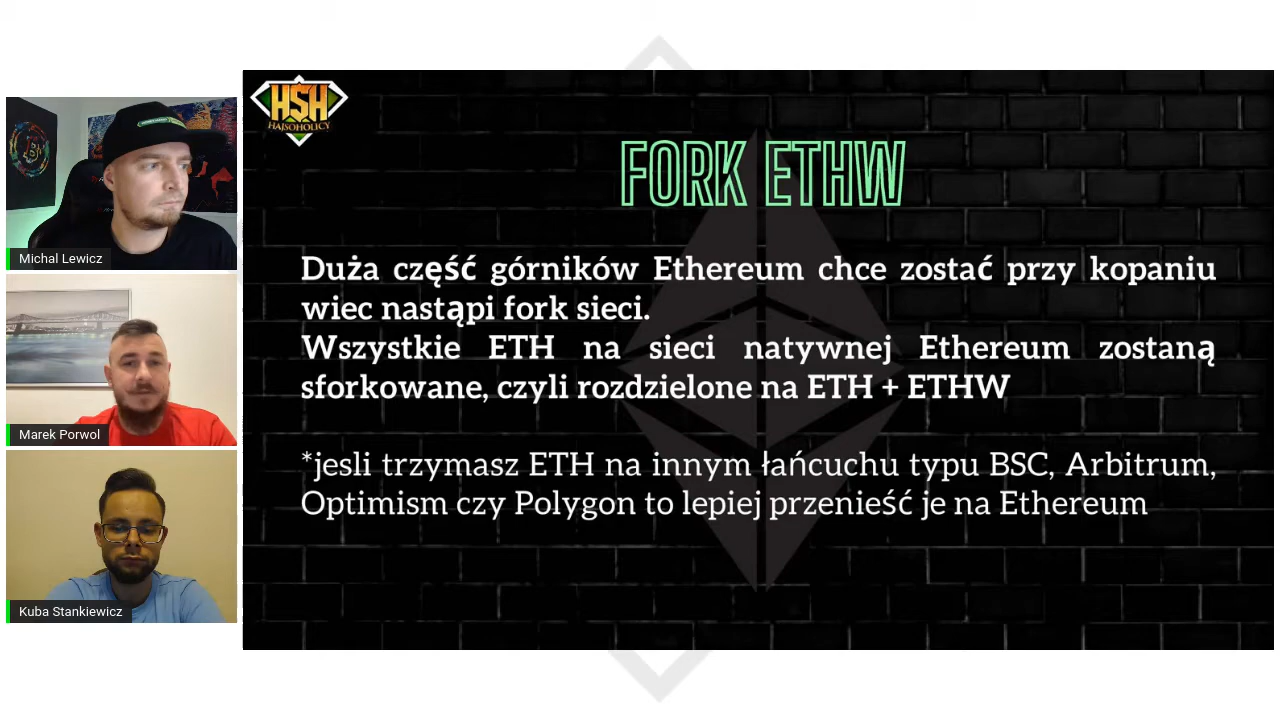 H$H
HAJSOHOLICY
FORK ETHW
Duża część górników Ethereum chce zostać przy kopaniu
wiec nastąpi fork sieci.
Wszystkie ETH na sieci natywnej Ethereum zostaną
sforkowane, czyli rozdzielone na ETH + ETHW
*jesli trzymasz ETH na innym łańcuchu typu BSC, Arbitrum,
Optimism czy Polygon to lepiej przenieść je na Ethereum
Michal Lewicz
Marek Porwol
Kuba Stankiewicz